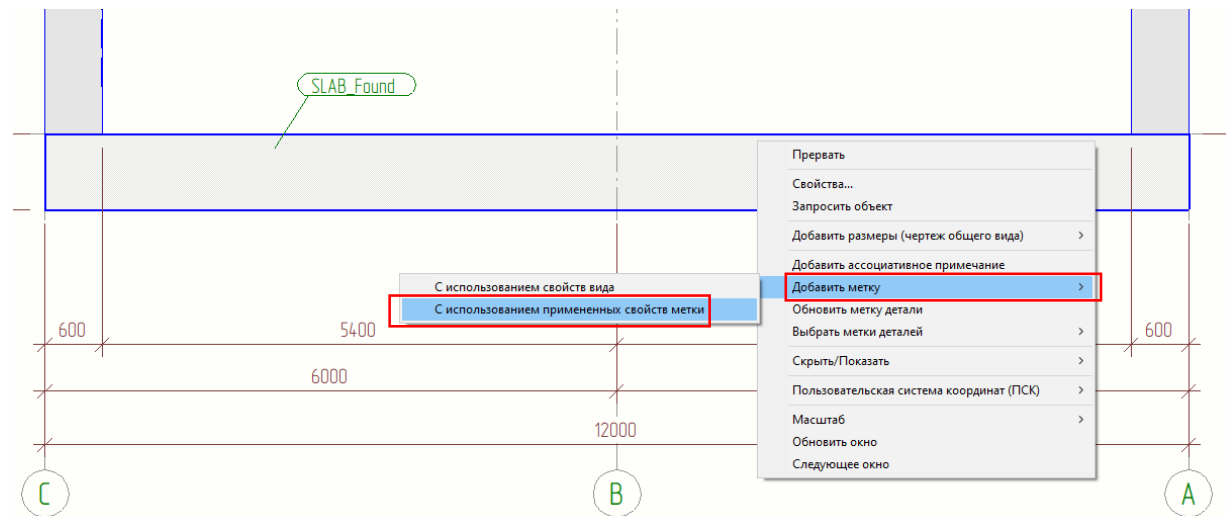 SLAB_Found
Прервать
Свойства...
Запросить объект
Добавить размеры (чертеж общего вида)
Добавить ассоциативное примечание
Добавить метку
С использованием свойств вида
С использованием примененных свойств метки
Обновить метку детали
Выбрать метки деталей
Скрыть/Показать
Пользовательская система координат (ПСК)
Масштаб
Обновить окно
Следующее окно
600 5400 600
6000
12000
C B A